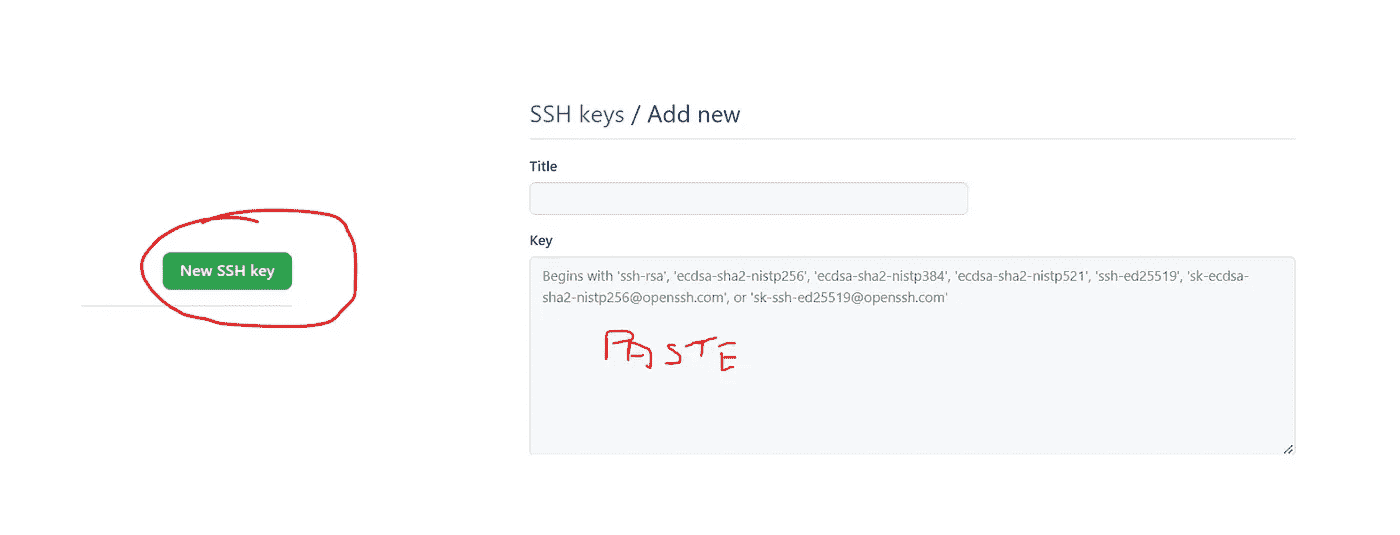 New SSH key
SSH keys / Add new
Title
Key
Begins with 'ssh-rsa', 'ecdsa-sha2-nistp256', 'ecdsa-sha2-nistp384', 'ecdsa-sha2-nistp521', 'ssh-ed25519', 'sk-ecdsa-
sha2-nistp256@openssh.com', or 'sk-ssh-ed25519@openssh.com'
PASTE